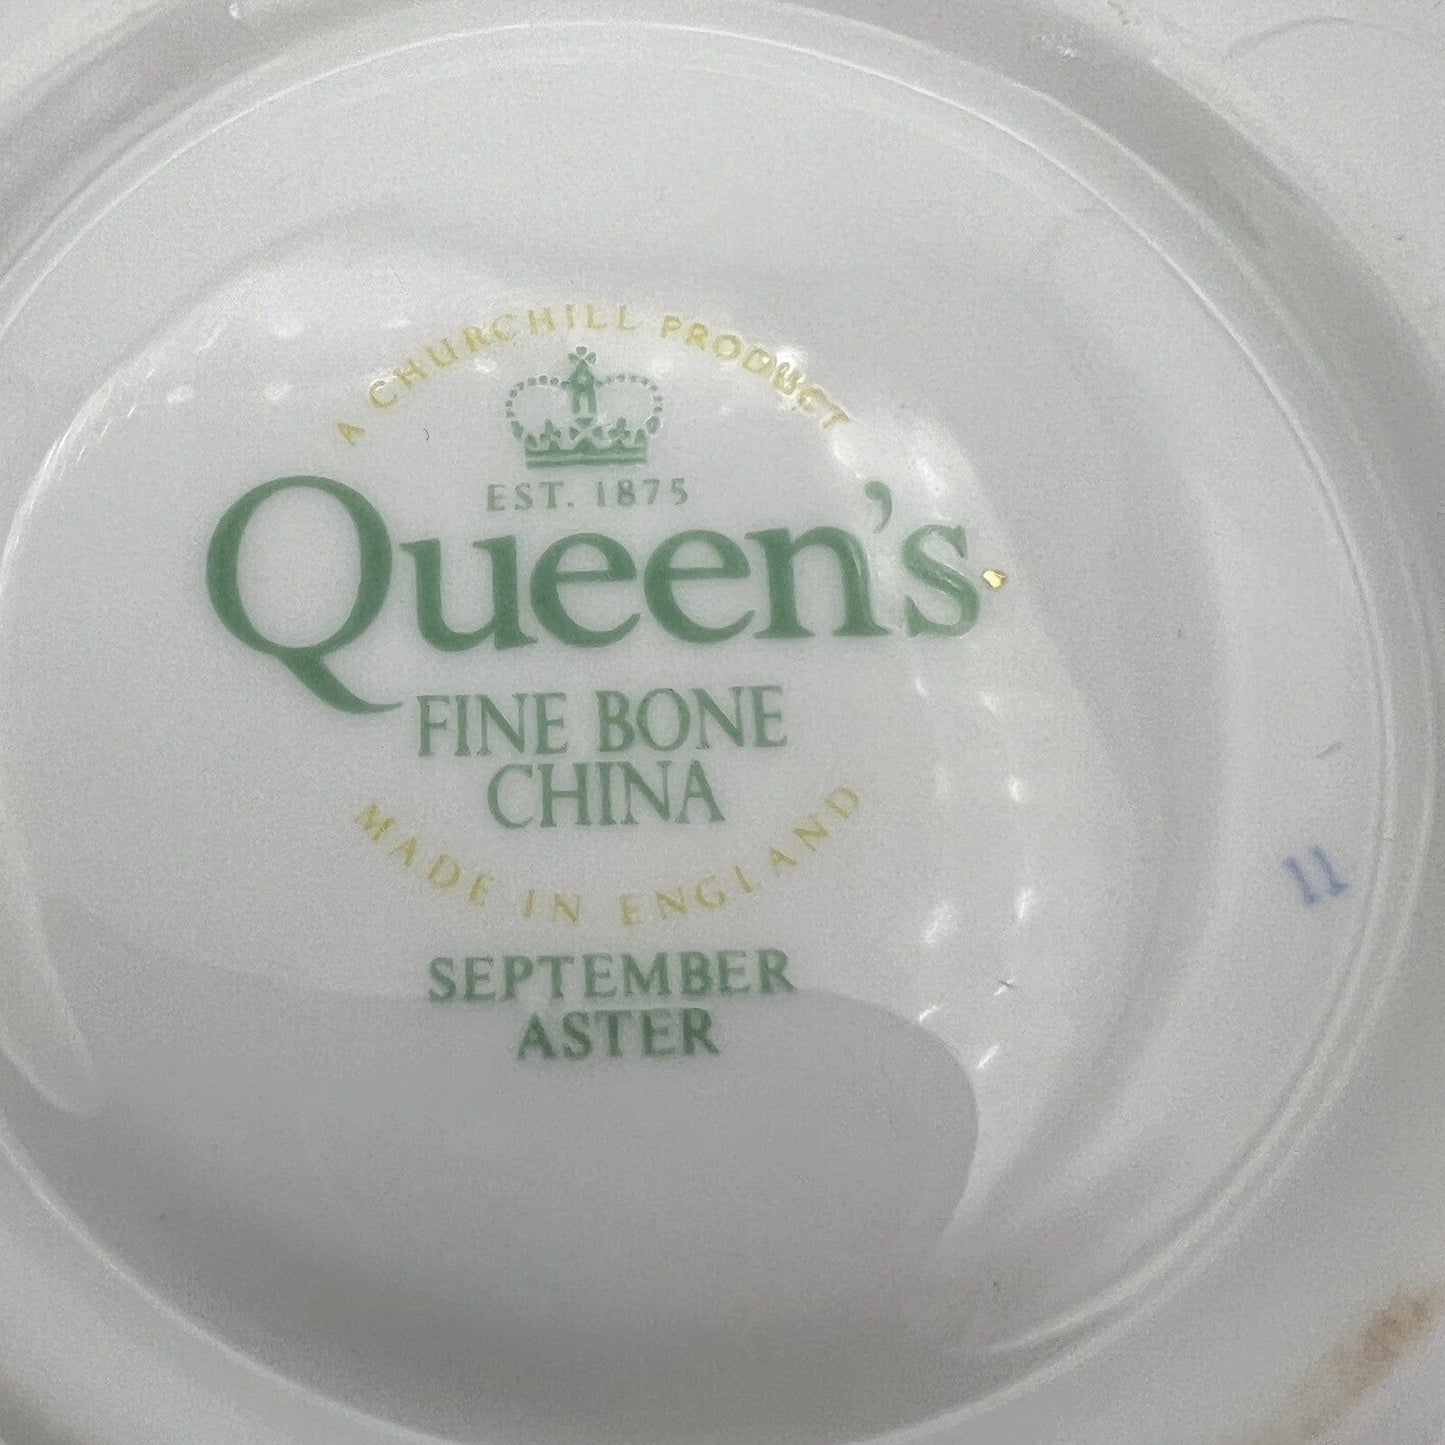 A CHURCHILL PRODUCT
EST. 1875
Queen's
FINE BONE
CHINA
MADE IN ENGLAND
SEPTEMBER
ASTER
11